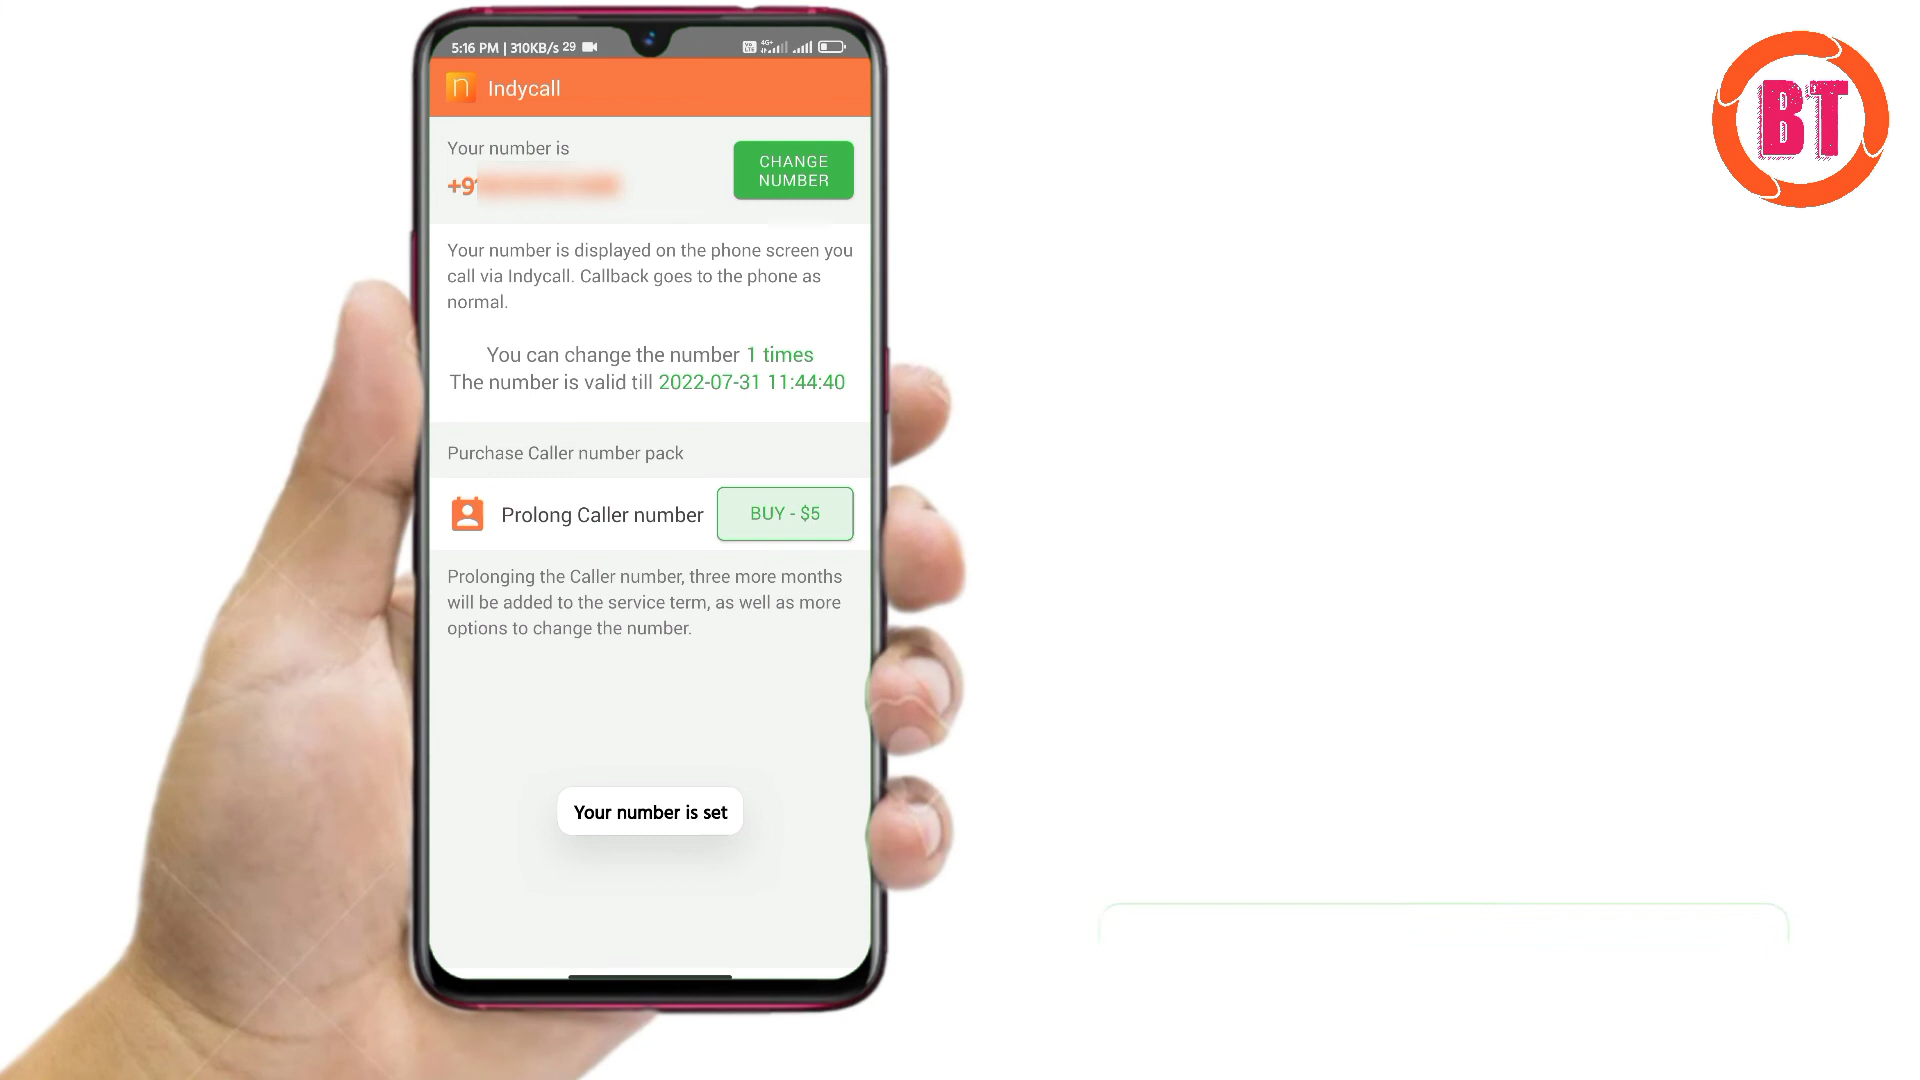 5:16 PM | 310KB/s 29
Vo LTE 4G+
Indycall
Your number is
+91
CHANGE
NUMBER
Your number is displayed on the phone screen you
call via Indycall. Callback goes to the phone as
normal.
You can change the number 1 times
The number is valid till 2022-07-31 11:44:40
Purchase Caller number pack
Prolong Caller number
BUY - $5
Prolonging the Caller number, three more months
will be added to the service term, as well as more
options to change the number.
Your number is set
BT